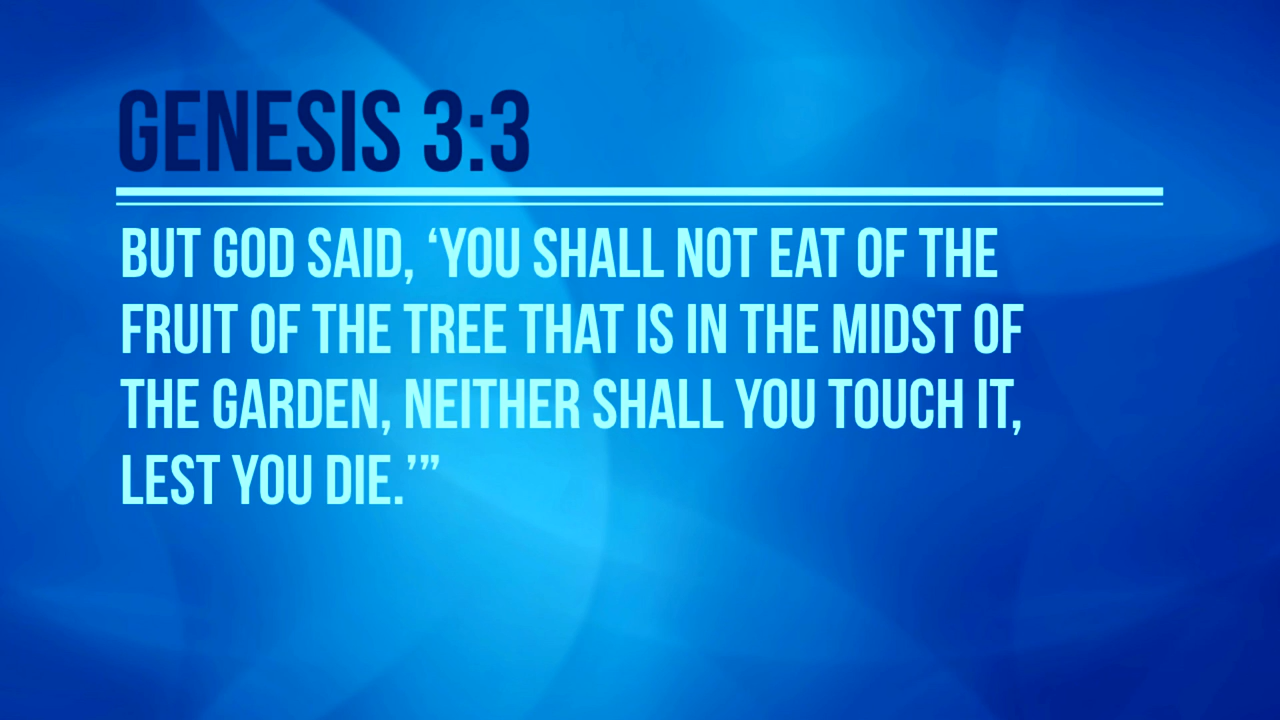 GENESIS 3:3
BUT GOD SAID, ‘YOU SHALL NOT EAT OF THE
FRUIT OF THE TREE THAT IS IN THE MIDST OF
THE GARDEN, NEITHER SHALL YOU TOUCH IT,
LEST YOU DIE.’”